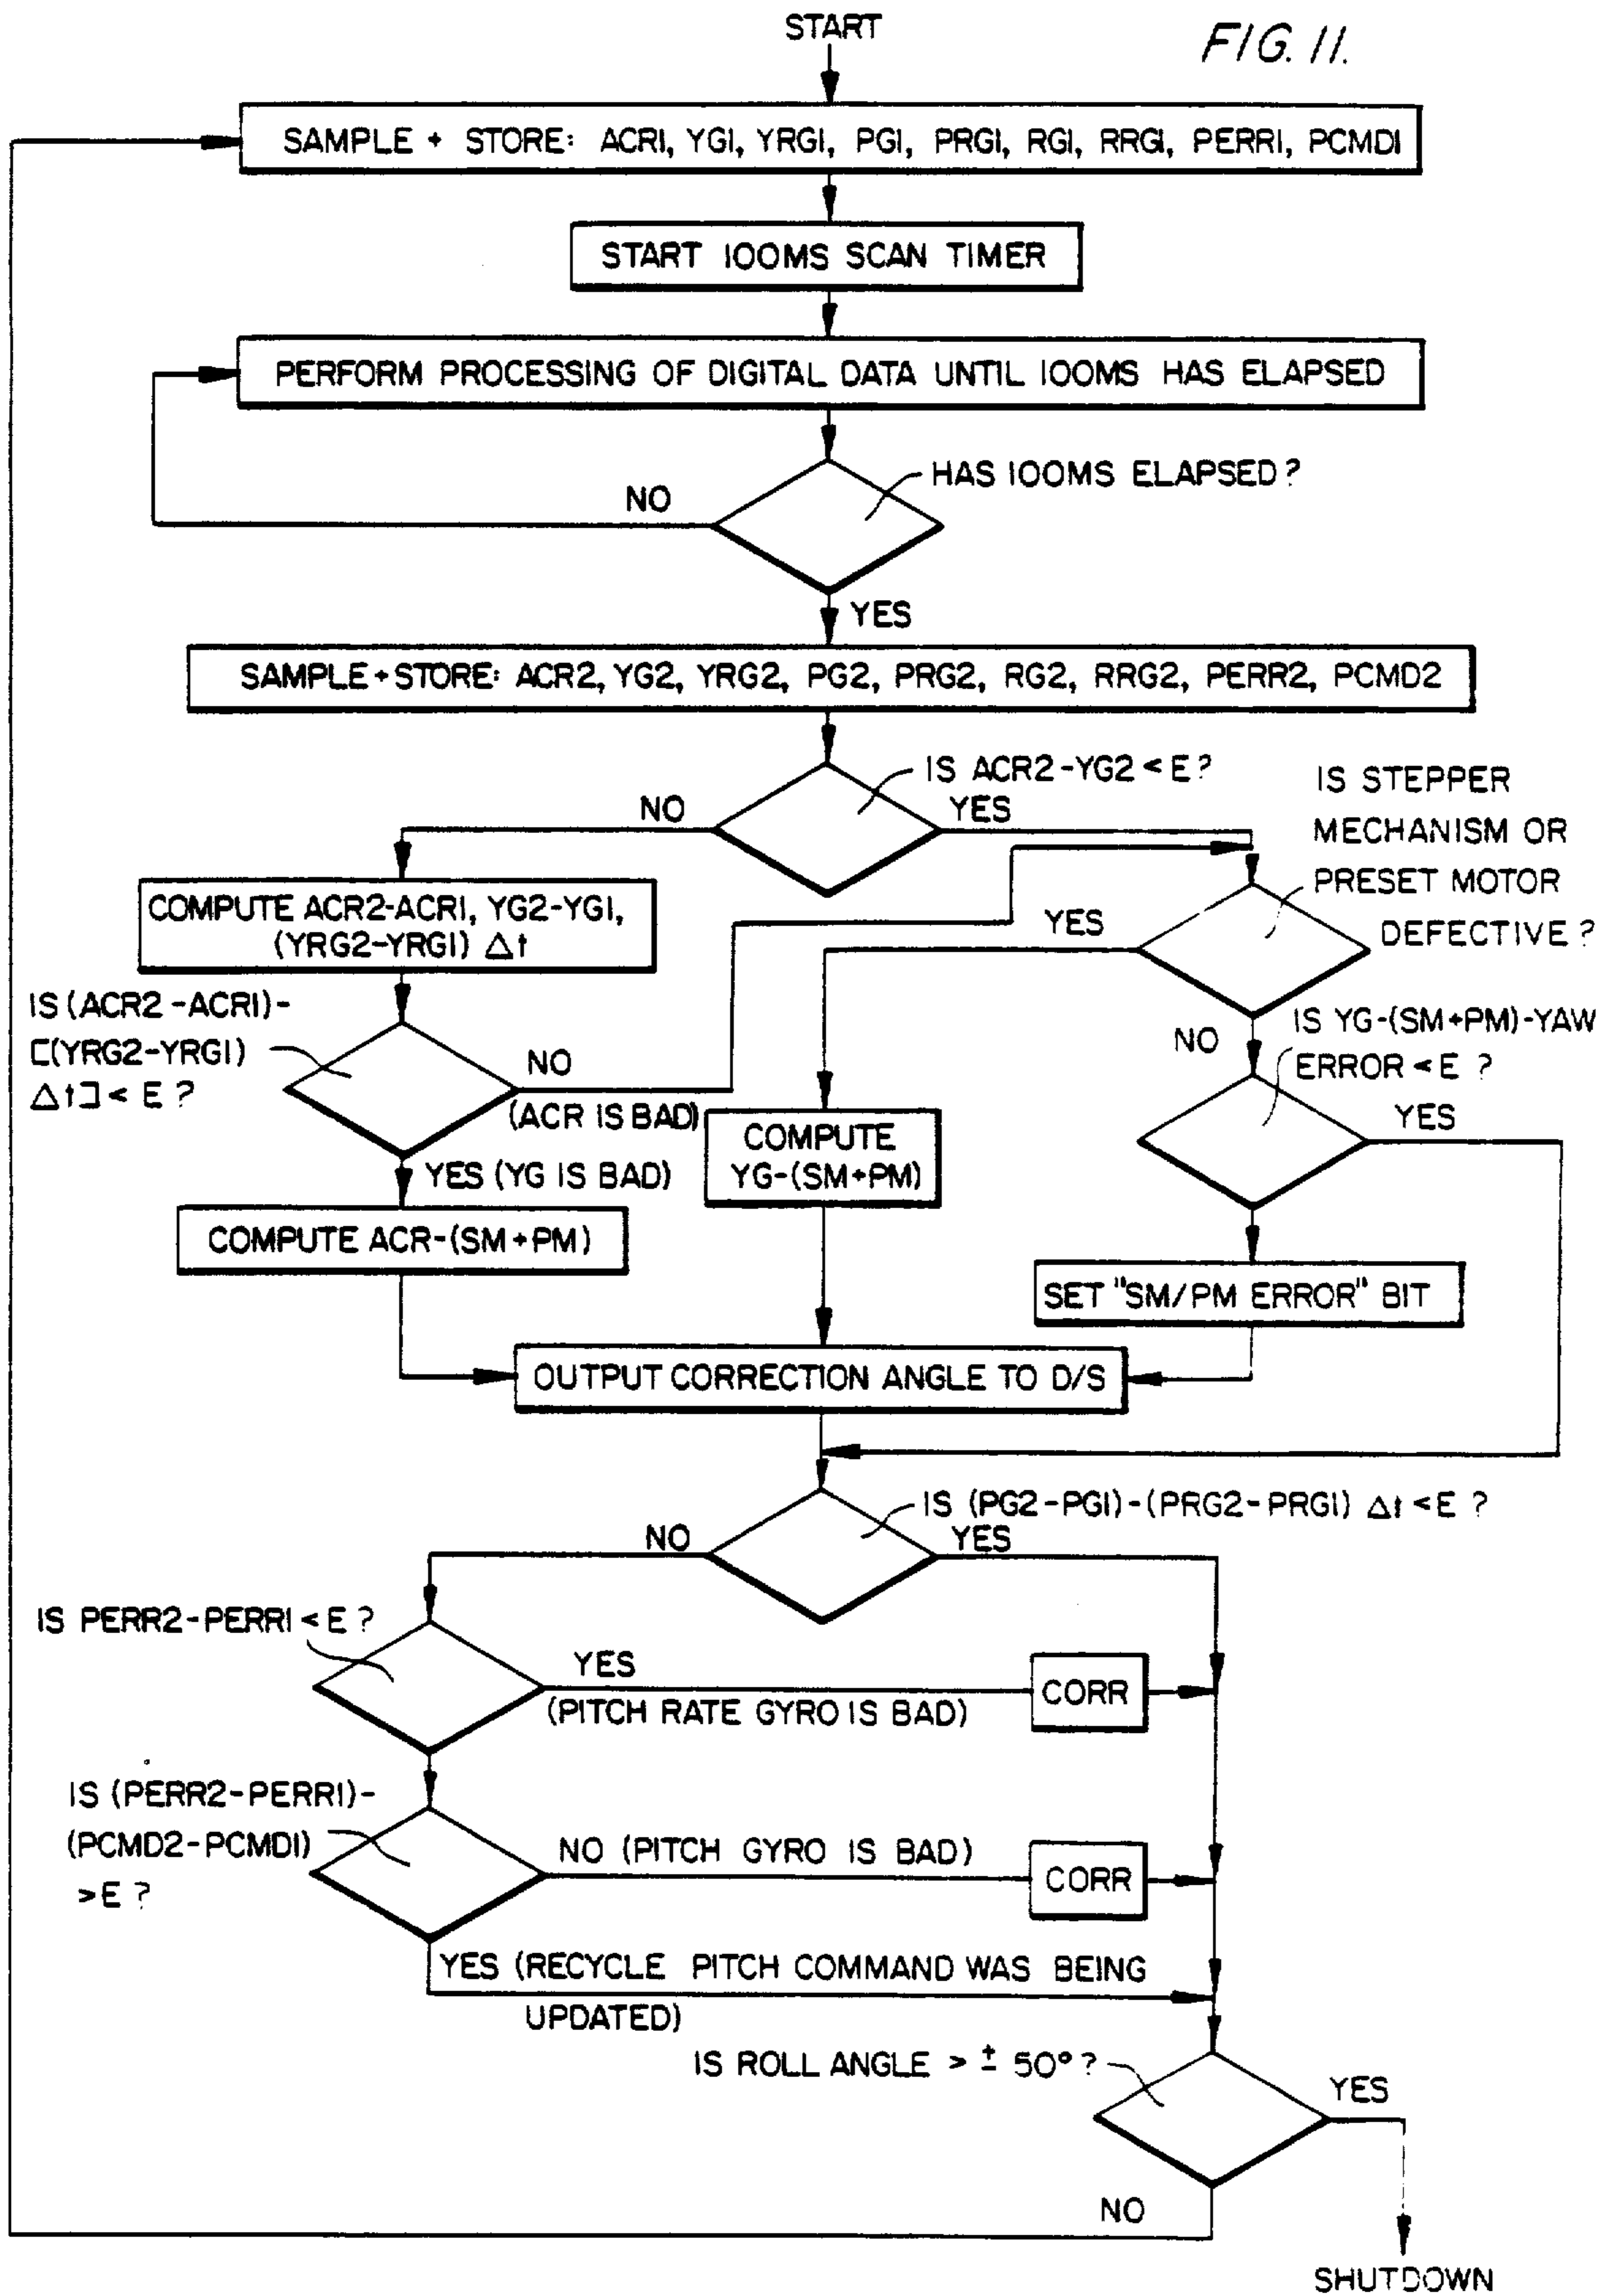 START
FIG. 11.
SAMPLE + STORE: ACR1, YG1, YRG1, PG1, PRG1, RG1, RRG1, PERR1, PCMD1
START 100MS SCAN TIMER
PERFORM PROCESSING OF DIGITAL DATA UNTIL 100MS HAS ELAPSED
HAS 100MS ELAPSED?
NO
YES
SAMPLE+STORE: ACR2, YG2, YRG2, PG2, PRG2, RG2, RRG2, PERR2, PCMD2
IS ACR2-YG2 < E?
NO
YES
IS STEPPER
MECHANISM OR
PRESET MOTOR
DEFECTIVE ?
COMPUTE ACR2-ACR1, YG2-YG1,
(YRG2-YRG1) Δt
YES
NO
IS (ACR2-ACR1)-
[(YRG2-YRG1)
Δt] < E ?
NO
(ACR IS BAD)
YES (YG IS BAD)
IS YG-(SM+PM)-YAW
ERROR < E ?
YES
COMPUTE
YG-(SM+PM)
COMPUTE ACR-(SM+PM)
SET "SM/PM ERROR" BIT
OUTPUT CORRECTION ANGLE TO D/S
IS (PG2-PG1)-(PRG2-PRG1) Δt < E ?
NO
YES
IS PERR2-PERR1 < E ?
YES
(PITCH RATE GYRO IS BAD)
CORR
IS (PERR2-PERR1)-
(PCMD2-PCMD1)
>E ?
NO (PITCH GYRO IS BAD)
CORR
YES (RECYCLE PITCH COMMAND WAS BEING
UPDATED)
IS ROLL ANGLE > ± 50° ?
YES
NO
SHUTDOWN